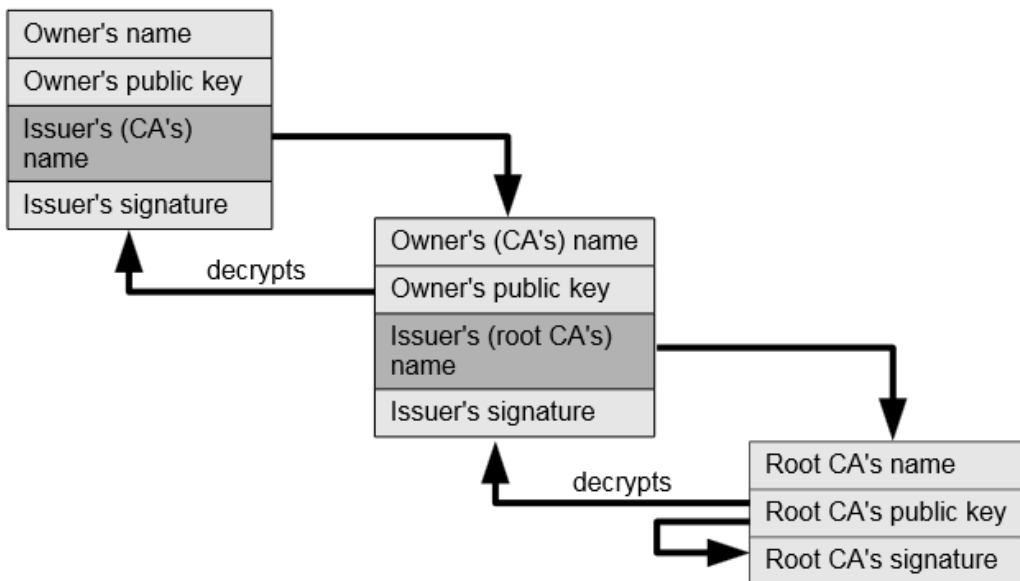 Owner's name
Owner's public key
Issuer's (CA's)
name
Issuer's signature
decrypts
Owner's (CA's) name
Owner's public key
Issuer's (root CA's)
name
Issuer's signature
decrypts
Root CA's name
Root CA's public key
Root CA's signature